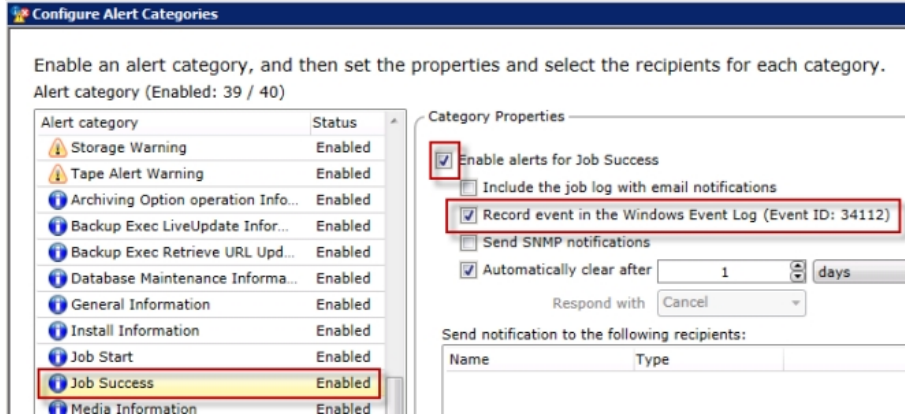 Configure Alert Categories
Enable an alert category, and then set the properties and select the recipients for each category.
Alert category (Enabled: 39 / 40)
Alert category Status
Storage Warning Enabled
Tape Alert Warning Enabled
Archiving Option operation Info... Enabled
Backup Exec LiveUpdate Infor... Enabled
Backup Exec Retrieve URL Upd... Enabled
Database Maintenance Informa... Enabled
General Information Enabled
Install Information Enabled
Job Start Enabled
Job Success Enabled
Media Information Enabled
Category Properties
Enable alerts for Job Success
Include the job log with email notifications
Record event in the Windows Event Log (Event ID: 34112)
Send SNMP notifications
Automatically clear after 1 days
Respond with Cancel
Send notification to the following recipients:
Name Type